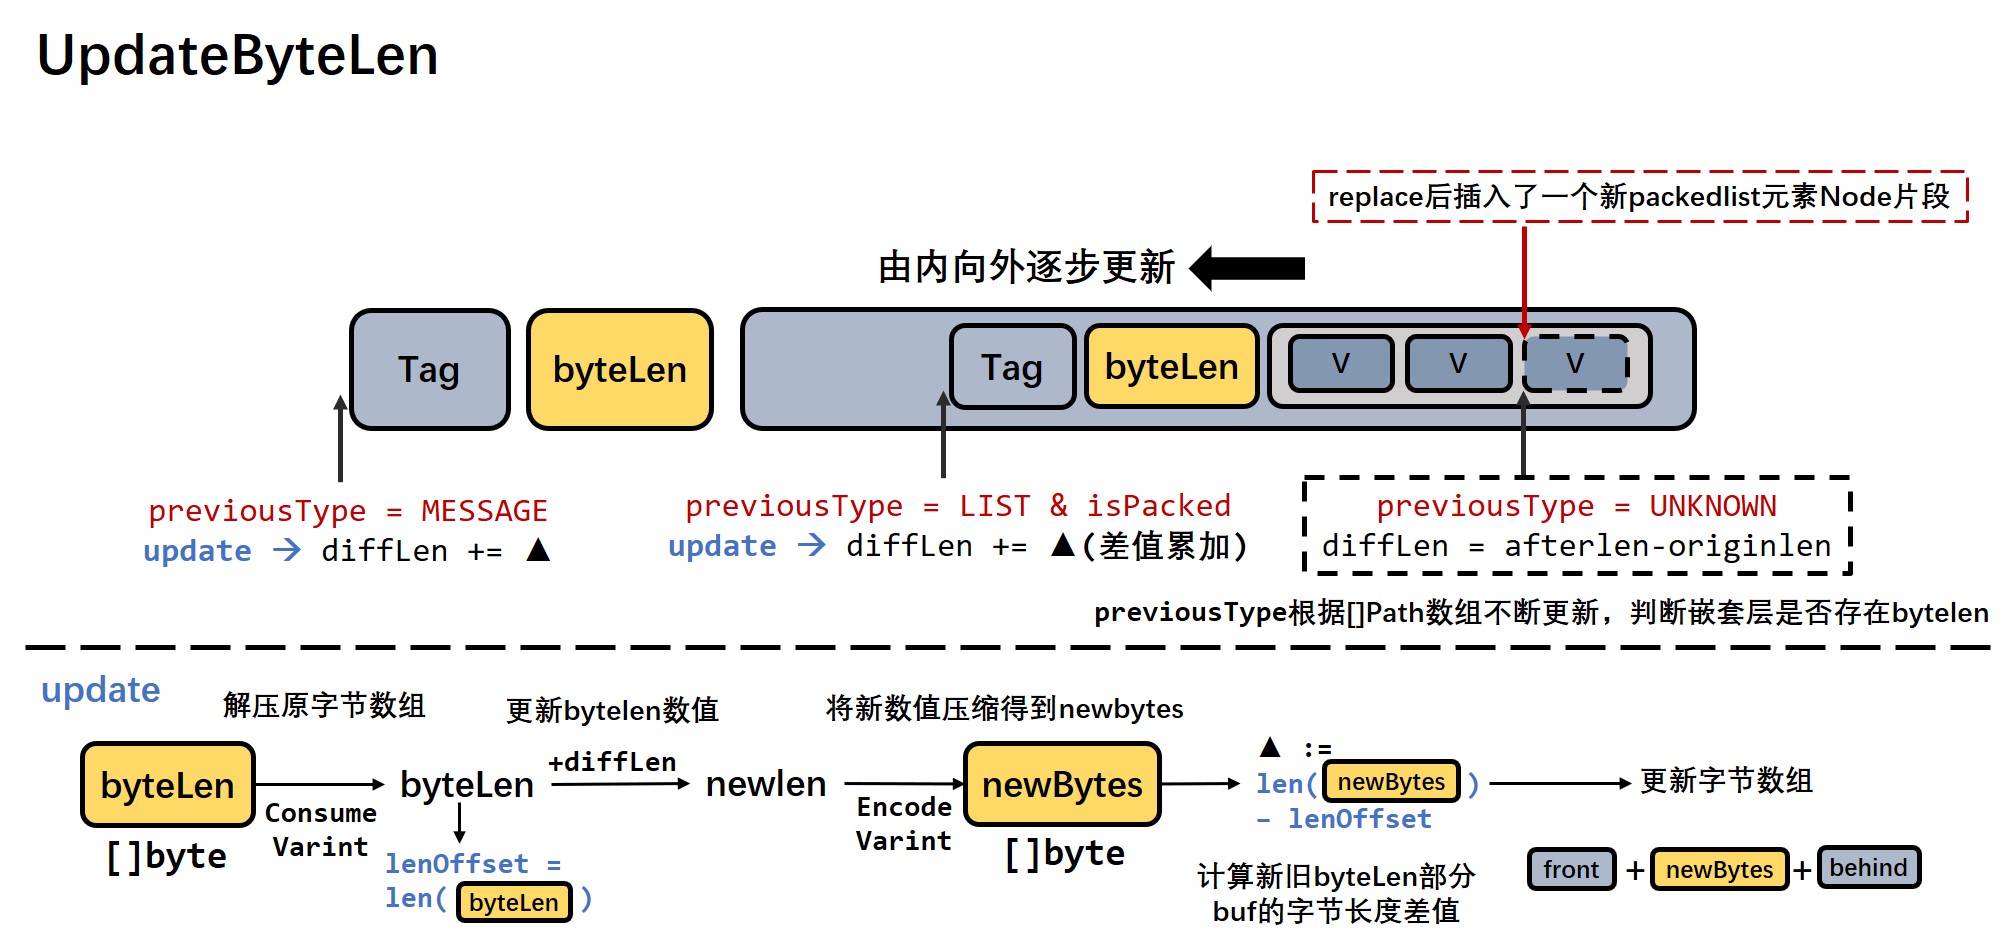 UpdateByteLen
replace后插入了一个新packedlist元素Node片段
由内向外逐步更新
Tag
byteLen
Tag
byteLen
V
V
V
previousType = MESSAGE
update → diffLen += ▲
previousType = LIST & isPacked
update → diffLen += ▲(差值累加)
previousType = UNKNOWN
diffLen = afterlen-originlen
previousType根据[]Path数组不断更新，判断嵌套层是否存在bytelen
update
解压原字节数组
更新bytelen数值
将新数值压缩得到newbytes
byteLen
[]byte
Consume
Varint
byteLen
lenOffset =
len( byteLen )
+diffLen
newlen
Encode
Varint
newBytes
[]byte
▲ :=
len( newBytes )
- lenOffset
计算新旧byteLen部分
buf的字节长度差值
更新字节数组
front + newBytes + behind